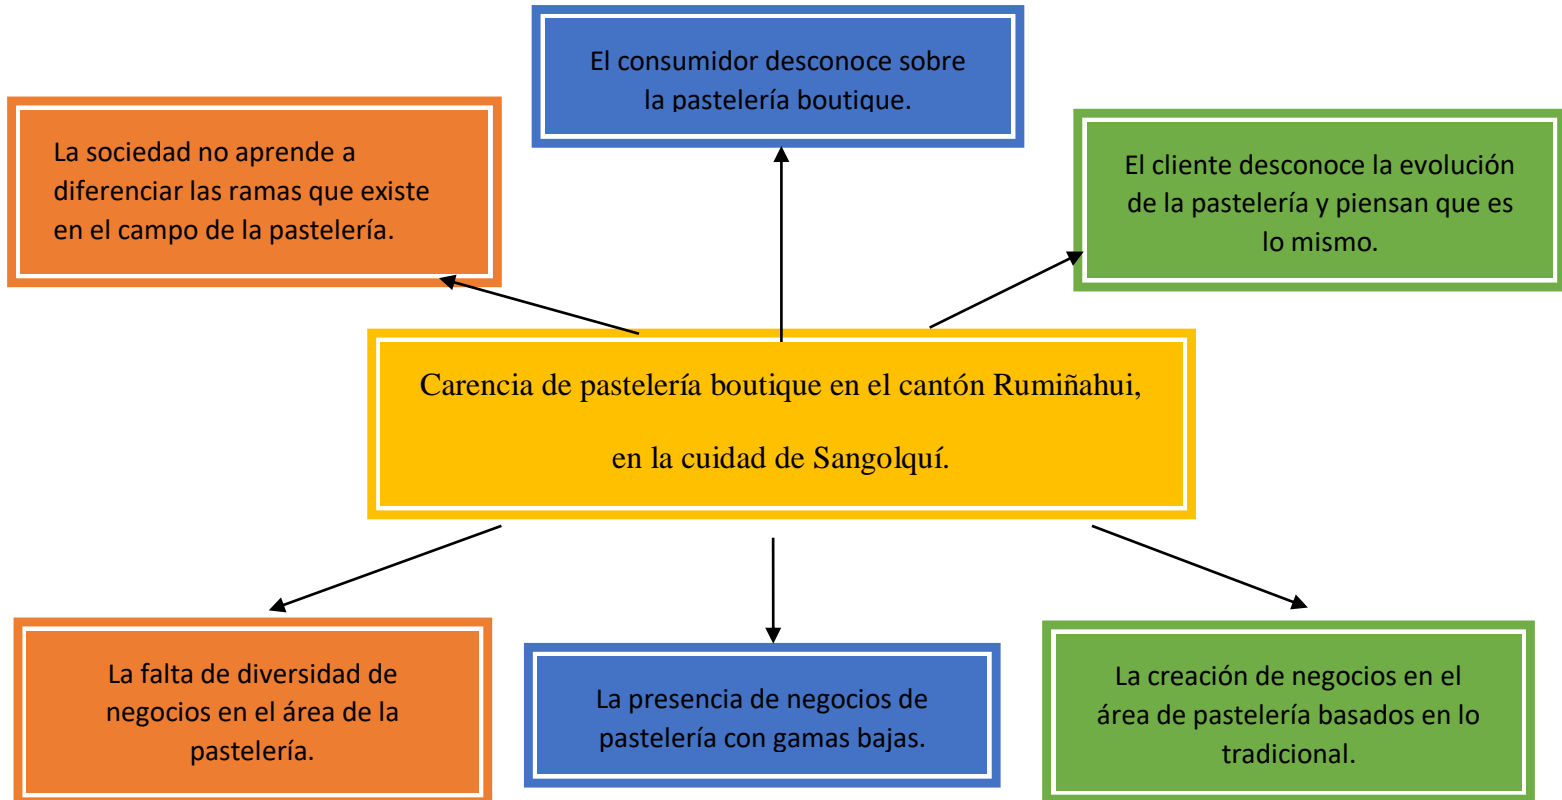 El consumidor desconoce sobre
la pastelería boutique.
La sociedad no aprende a
diferenciar las ramas que existe
en el campo de la pastelería.
El cliente desconoce la evolución
de la pastelería y piensan que es
lo mismo.
Carencia de pastelería boutique en el cantón Rumiñahui,
en la cuidad de Sangolquí.
La falta de diversidad de
negocios en el área de la
pastelería.
La presencia de negocios de
pastelería con gamas bajas.
La creación de negocios en el
área de pastelería basados en lo
tradicional.